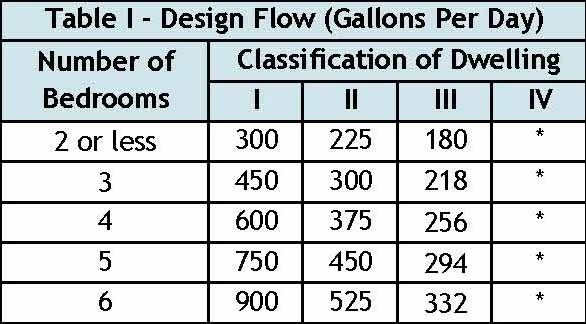 Table I - Design Flow (Gallons Per Day)
Number of Bedrooms Classification of Dwelling
I II III IV
2 or less 300 225 180 *
3 450 300 218 *
4 600 375 256 *
5 750 450 294 *
6 900 525 332 *